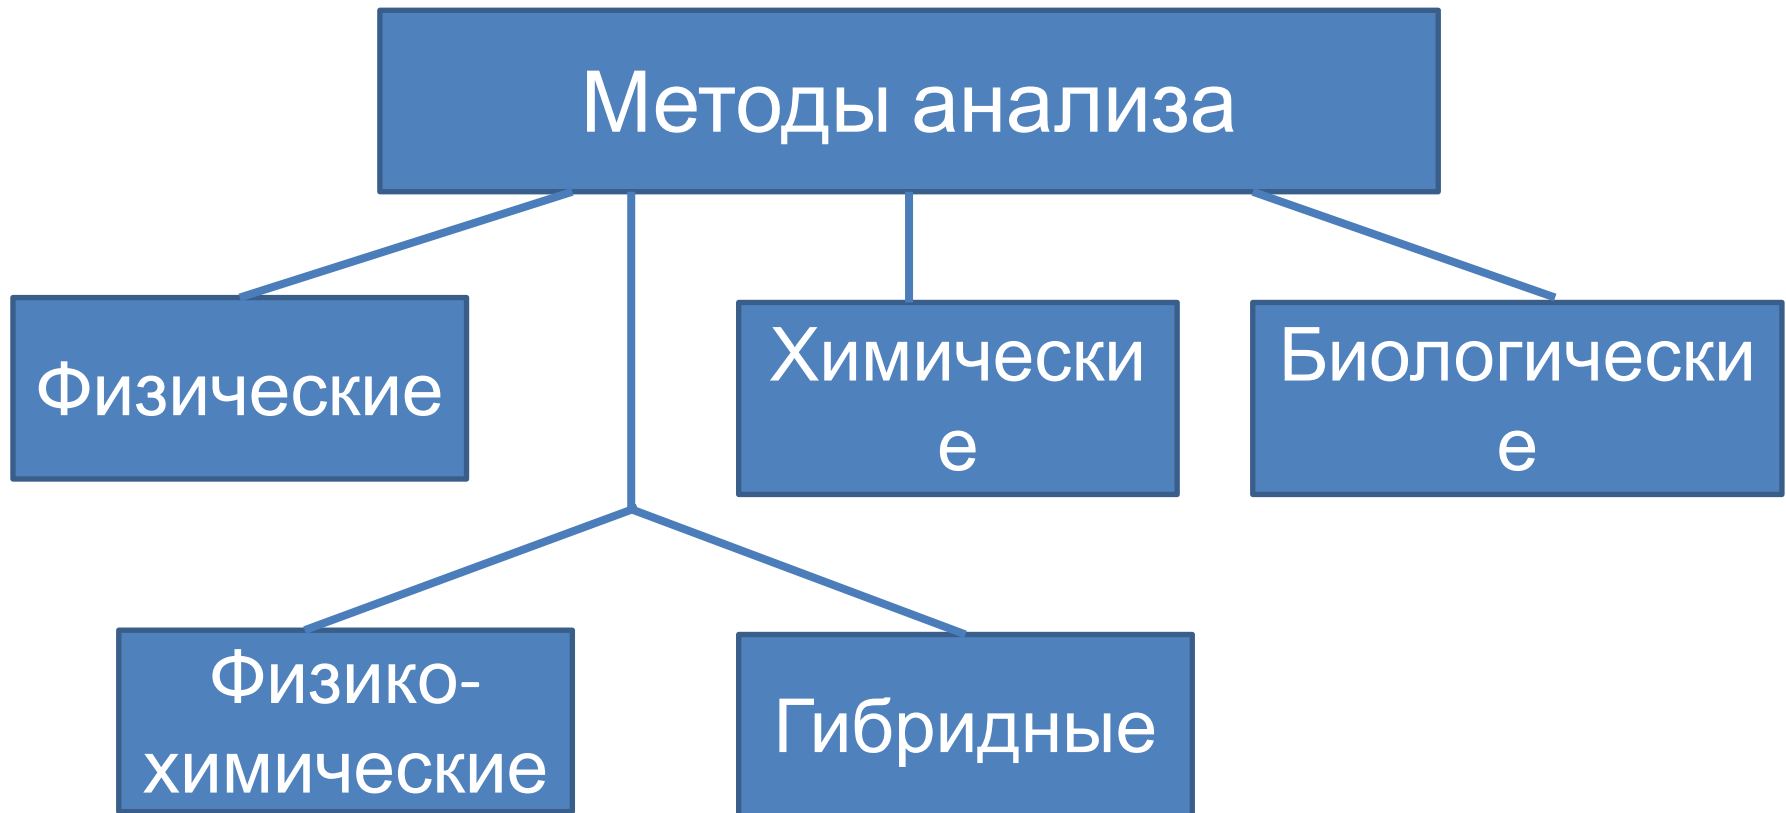 Методы анализа
Физические
Химически
е
Биологически
е
Физико-
химические
Гибридные